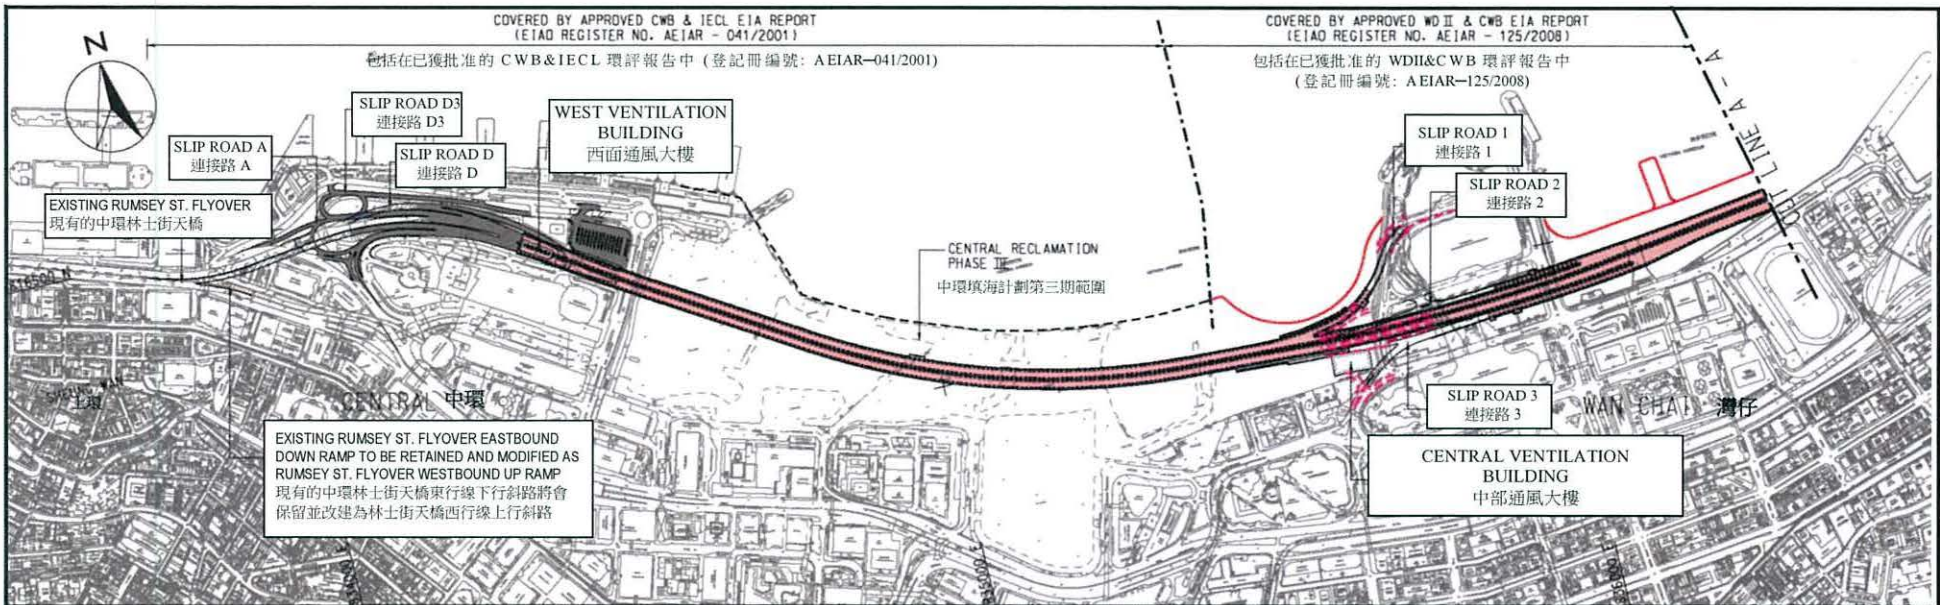 COVERED BY APPROVED CWB & IECL EIA REPORT
(EIAO REGISTER NO. AEIAR - 041/2001)
包括在已獲批准的 CWB&IECL 環評報告中 (登記冊編號: AEIAR—041/2001)
COVERED BY APPROVED WDII & CWB EIA REPORT
(EIAO REGISTER NO. AEIAR - 125/2008)
包括在已獲批准的 WDII&CWB 環評報告中
(登記冊編號: AEIAR—125/2008)
N
CUT LINE A - A
SLIP ROAD D3
連接路 D3
WEST VENTILATION
BUILDING
西面通風大樓
SLIP ROAD A
連接路 A
SLIP ROAD D
連接路 D
SLIP ROAD 1
連接路 1
SLIP ROAD 2
連接路 2
EXISTING RUMSEY ST. FLYOVER
現有的中環林士街天橋
CENTRAL RECLAMATION
PHASE III
中環填海計劃第三期範圍
816500 N
SHEUNG WAN
上環
CENTRAL 中環
SLIP ROAD 3
連接路 3
WAN CHAI 灣仔
EXISTING RUMSEY ST. FLYOVER EASTBOUND
DOWN RAMP TO BE RETAINED AND MODIFIED AS
RUMSEY ST. FLYOVER WESTBOUND UP RAMP
現有的中環林士街天橋東行線下行斜路將會
保留並改建為林士街天橋西行線上行斜路
CENTRAL VENTILATION
BUILDING
中部通風大樓